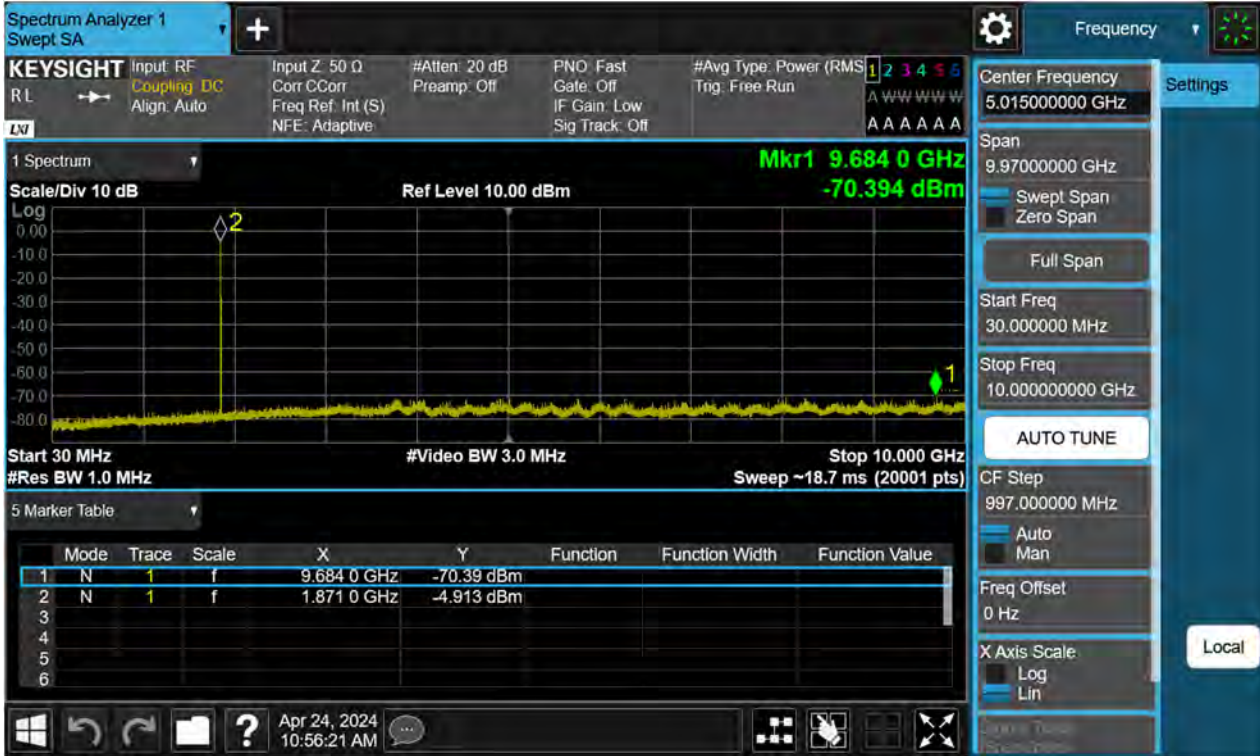 Spectrum Analyzer 1
Swept SA
+
Frequency
KEYSIGHT
R L
LXI
Input: RF
Coupling: DC
Align: Auto
Input Z: 50 Ω
Corr CCorr
Freq Ref: Int (S)
NFE: Adaptive
#Atten: 20 dB
Preamp: Off
PNO: Fast
Gate: Off
IF Gain: Low
Sig Track: Off
#Avg Type: Power (RMS
Trig: Free Run
1 2 3 4 5 6
A W W W W W
A A A A A A
Center Frequency
5.015000000 GHz
Settings
Span
9.97000000 GHz
Swept Span
Zero Span
Full Span
Start Freq
30.000000 MHz
Stop Freq
10.000000000 GHz
AUTO TUNE
CF Step
997.000000 MHz
Auto
Man
Freq Offset
0 Hz
X Axis Scale
Log
Lin
Local
1 Spectrum
Scale/Div 10 dB
Ref Level 10.00 dBm
Mkr1 9.684 0 GHz
-70.394 dBm
Log
0.00
-10.0
-20.0
-30.0
-40.0
-50.0
-60.0
-70.0
-80.0
2
1
Start 30 MHz
#Video BW 3.0 MHz
Stop 10.000 GHz
#Res BW 1.0 MHz
Sweep ~18.7 ms (20001 pts)
5 Marker Table
Mode Trace Scale X Y Function Function Width Function Value
1 N 1 f 9.684 0 GHz -70.39 dBm
2 N 1 f 1.871 0 GHz -4.913 dBm
3
4
5
6
?
Apr 24, 2024
10:56:21 AM